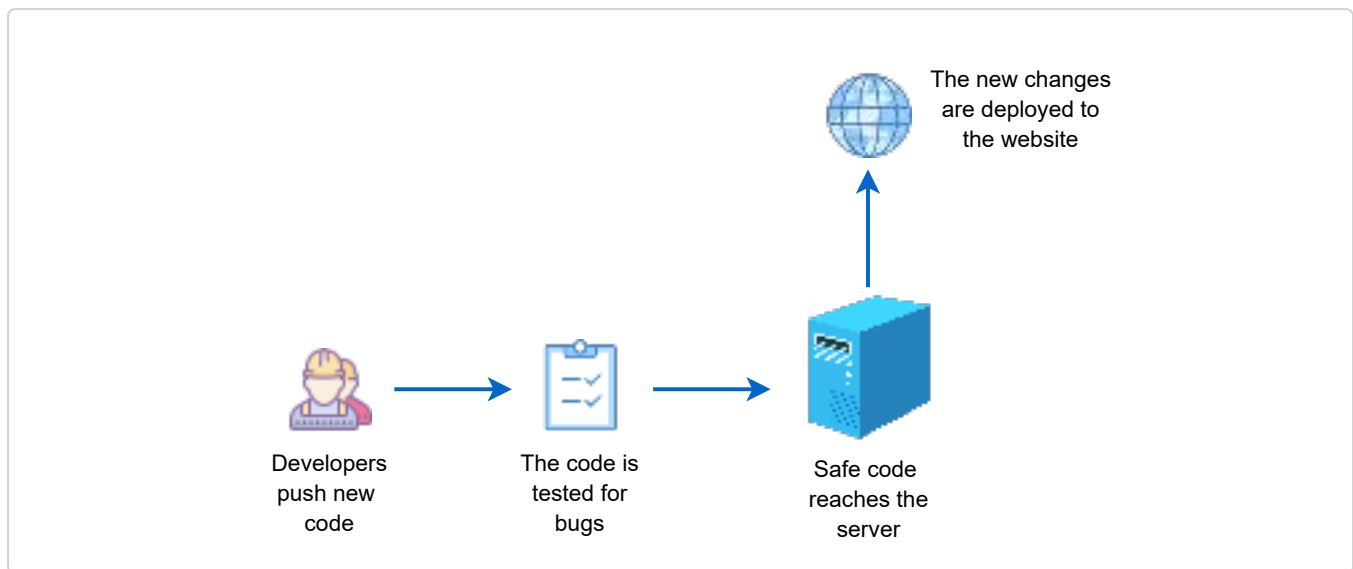 The new changes
are deployed to
the website
Developers
push new
code
The code is
tested for
bugs
Safe code
reaches the
server